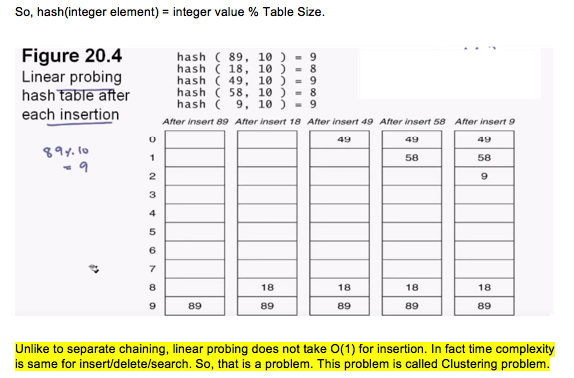 So, hash(integer element) = integer value % Table Size.
Figure 20.4
Linear probing
hash table after
each insertion
hash ( 89, 10 ) = 9
hash ( 18, 10 ) = 8
hash ( 49, 10 ) = 9
hash ( 58, 10 ) = 8
hash ( 9, 10 ) = 9
After insert 89 After insert 18 After insert 49 After insert 58 After insert 9
89 % 10
= 9
0 49 49 49
1 58 58
2 9
3
4
5
6
7
8 18 18 18 18
9 89 89 89 89 89
Unlike to separate chaining, linear probing does not take O(1) for insertion. In fact time complexity
is same for insert/delete/search. So, that is a problem. This problem is called Clustering problem.